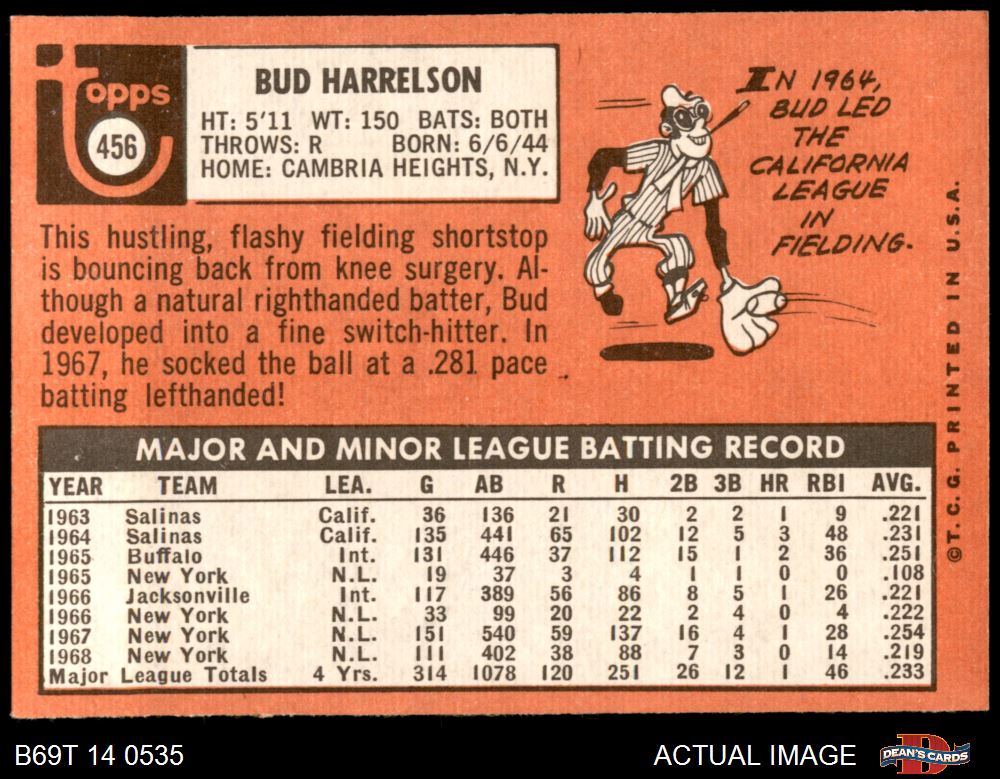 topps
456
BUD HARRELSON
HT: 5'11 WT: 150 BATS: BOTH
THROWS: R BORN: 6/6/44
HOME: CAMBRIA HEIGHTS, N.Y.
IN 1964,
BUD LED
THE
CALIFORNIA
LEAGUE
IN
FIELDING.
This hustling, flashy fielding shortstop
is bouncing back from knee surgery. Al-
though a natural righthanded batter, Bud
developed into a fine switch-hitter. In
1967, he socked the ball at a .281 pace
batting lefthanded!
MAJOR AND MINOR LEAGUE BATTING RECORD
YEAR TEAM LEA. G AB R H 2B 3B HR RBI AVG.
1963 Salinas Calif. 36 136 21 30 2 2 1 9 .221
1964 Salinas Calif. 135 441 65 102 12 5 3 48 .231
1965 Buffalo Int. 131 446 37 112 15 1 2 36 .251
1965 New York N.L. 19 37 3 4 1 1 0 0 .108
1966 Jacksonville Int. 117 389 56 86 8 5 1 26 .221
1966 New York N.L. 33 99 20 22 2 4 0 4 .222
1967 New York N.L. 151 540 59 137 16 4 1 28 .254
1968 New York N.L. 111 402 38 88 7 3 0 14 .219
Major League Totals 4 Yrs. 314 1078 120 251 26 12 1 46 .233
©T.C.G. PRINTED IN U.S.A.
B69T 14 0535
ACTUAL IMAGE
DEAN'S CARDS